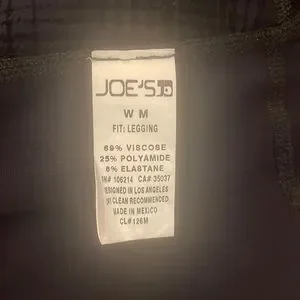 JOE'S JD
W M
FIT: LEGGING
69% VISCOSE
25% POLYAMIDE
6% ELASTANE
RN# 106214 CA# 35037
DESIGNED IN LOS ANGELES
DRY CLEAN RECOMMENDED
MADE IN MEXICO
CL#126M